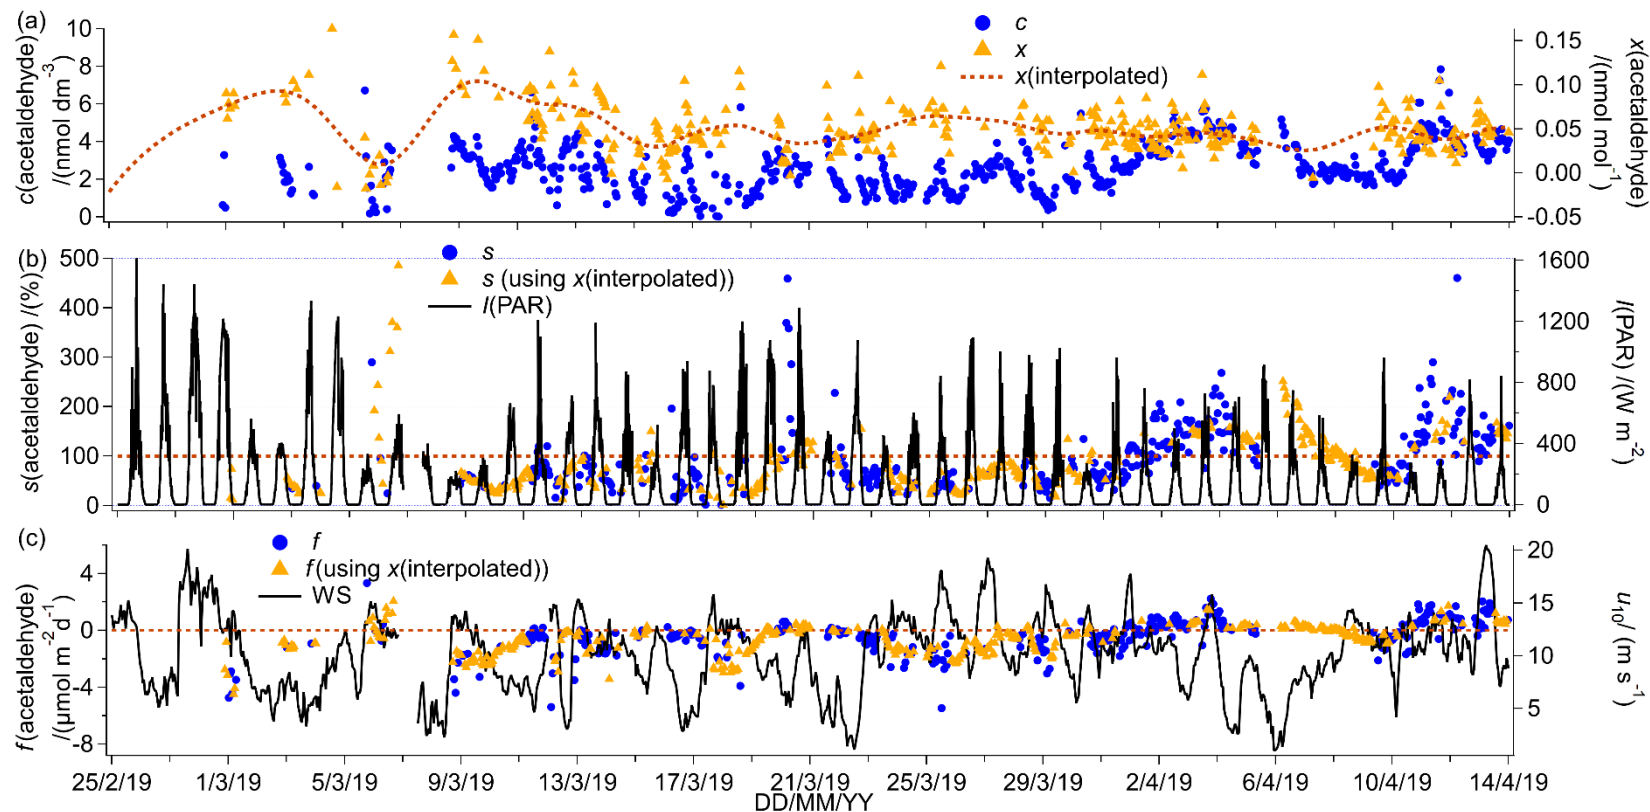 (a)
c(acetaldehyde)
/(nmol dm-3)
10
8
6
4
2
0
c
x
x(interpolated)
0.15
0.10
0.05
0.00
-0.05
x(acetaldehyde)
/(nmol mol-1)
(b)
s(acetaldehyde) /(%)
500
400
300
200
100
0
s
s (using x(interpolated))
I(PAR)
1600
1200
800
400
0
I(PAR) /(W m-2)
(c)
f(acetaldehyde)
/(μmol m-2 d-1)
4
0
-4
-8
f
f(using x(interpolated))
WS
20
15
10
5
u10/ (m s-1)
25/2/19 1/3/19 5/3/19 9/3/19 13/3/19 17/3/19 21/3/19 25/3/19 29/3/19 2/4/19 6/4/19 10/4/19 14/4/19
DD/MM/YY